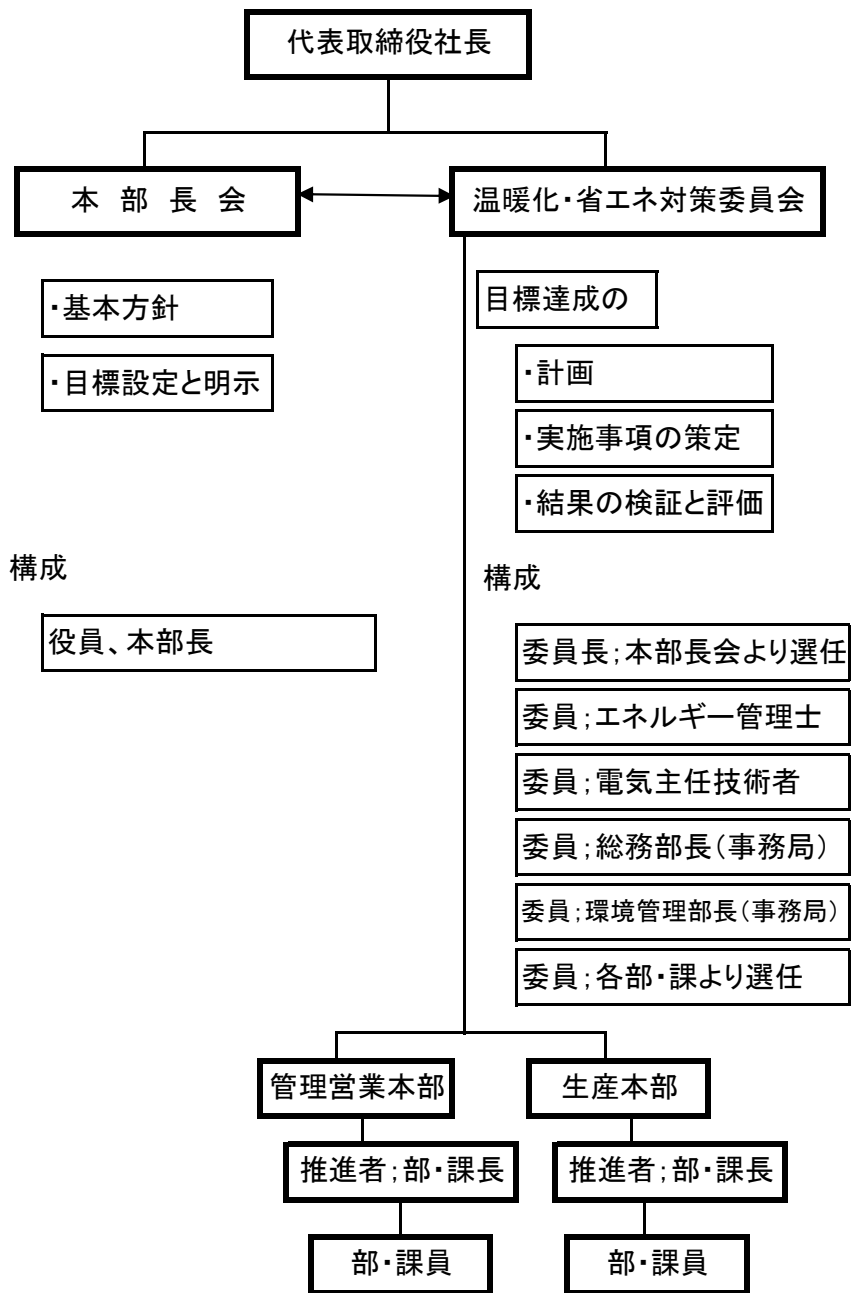 代表取締役社長
本部長会
温暖化・省エネ対策委員会
・基本方針
・目標設定と明示
目標達成の
・計画
・実施事項の策定
・結果の検証と評価
構成
役員、本部長
構成
委員長;本部長会より選任
委員;エネルギー管理士
委員;電気主任技術者
委員;総務部長(事務局)
委員;環境管理部長(事務局)
委員;各部・課より選任
管理営業本部
生産本部
推進者;部・課長
推進者;部・課長
部・課員
部・課員